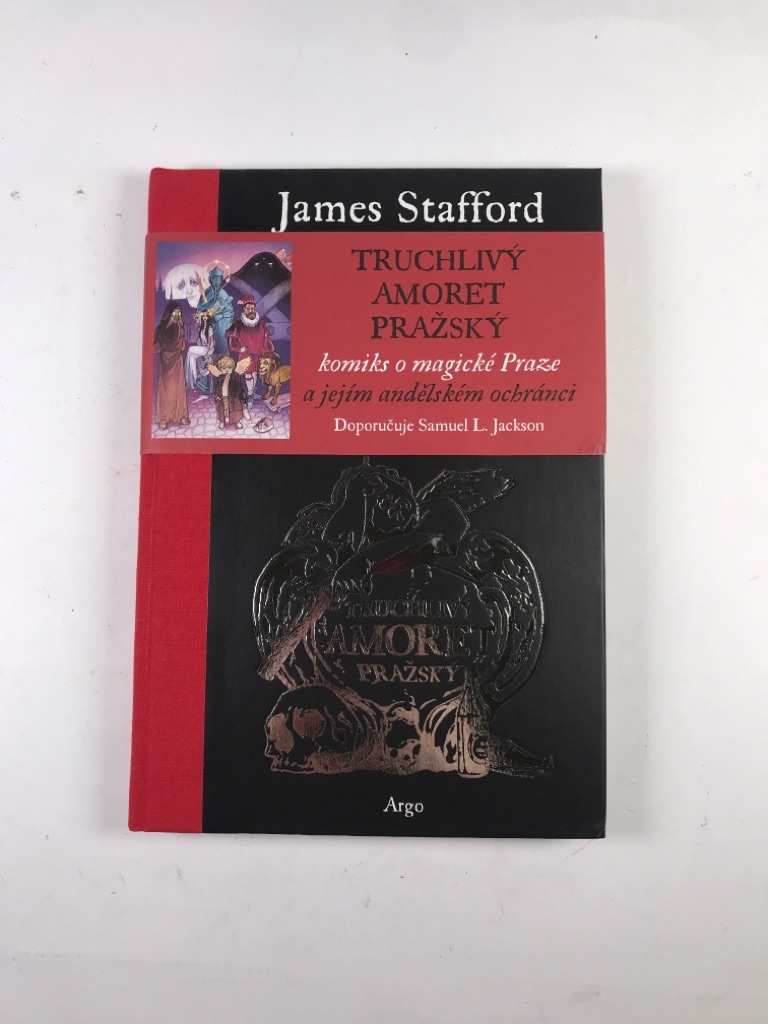 James Stafford
TRUCHLIVÝ
AMORET
PRAŽSKÝ
komiks o magické Praze
a jejím andělském ochránci
Doporučuje Samuel L. Jackson
TRUCHLIVÝ
AMORET
PRAŽSKÝ
Argo